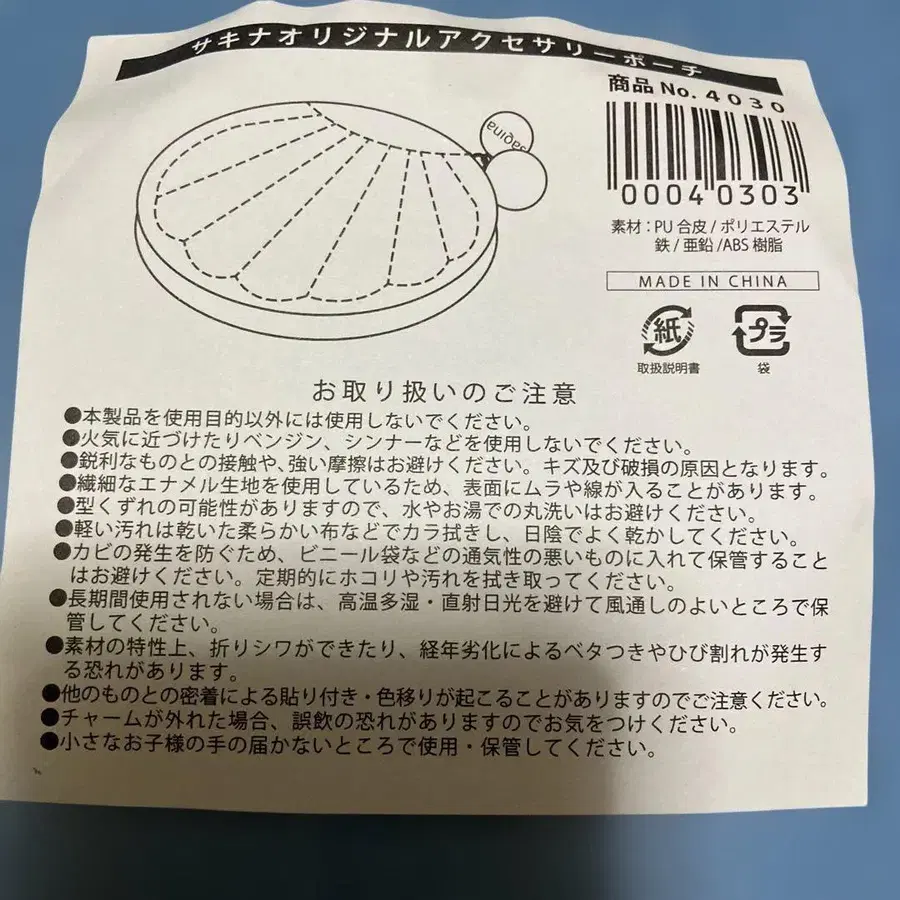 サキナオリジナルアクセサリーポーチ
商品 No. 4030
sagina
00040303
素材：PU 合皮 / ポリエステル
鉄 / 亜鉛 /ABS 樹脂
MADE IN CHINA
紙
プラ
取扱説明書
袋
お取り扱いのご注意
●本製品を使用目的以外には使用しないでください。
●火気に近づけたりベンジン、シンナーなどを使用しないでください。
●鋭利なものとの接触や、強い摩擦はお避けください。キズ及び破損の原因となります。
●繊細なエナメル生地を使用しているため、表面にムラや線が入ることがあります。
●型くずれの可能性がありますので、水やお湯での丸洗いはお避けください。
●軽い汚れは乾いた柔らかい布などでカラ拭きし、日陰でよく乾かしてください。
●カビの発生を防ぐため、ビニール袋などの通気性の悪いものに入れて保管すること
はお避けください。定期的にホコリや汚れを拭き取ってください。
●長期間使用されない場合は、高温多湿・直射日光を避けて風通しのよいところで保
管してください。
●素材の特性上、折りシワができたり、経年劣化によるベタつきやひび割れが発生す
る恐れがあります。
●他のものとの密着による貼り付き・色移りが起こることがありますのでご注意ください。
●チャームが外れた場合、誤飲の恐れがありますのでお気をつけください。
●小さなお子様の手の届かないところで使用・保管してください。